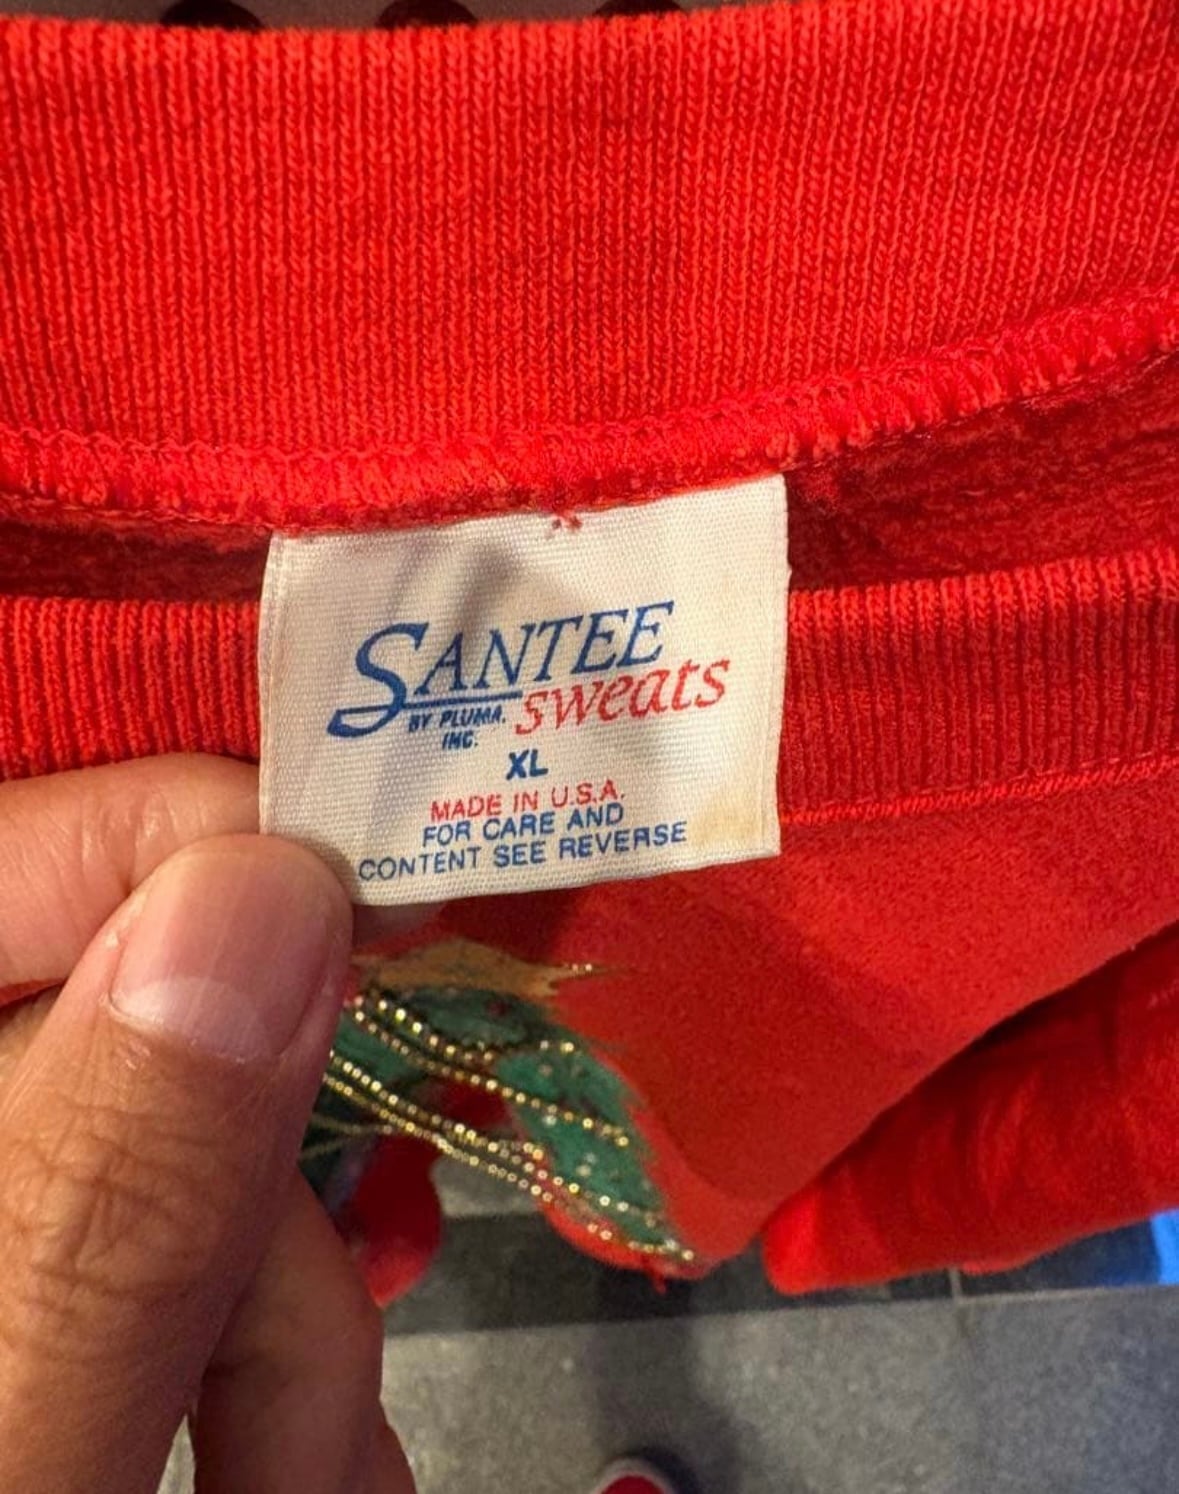 SANTEE
sweats
BY PLUMA.
INC.
XL
MADE IN U.S.A.
FOR CARE AND
CONTENT SEE REVERSE